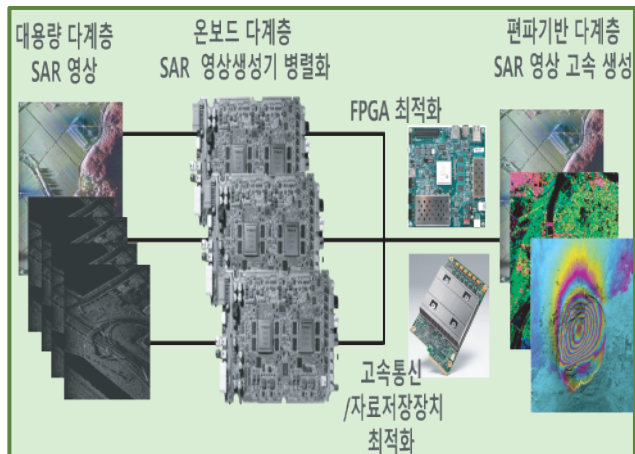 대용량 다계층
SAR 영상
온보드 다계층
SAR 영상생성기 병렬화
편파기반 다계층
SAR 영상 고속 생성
FPGA 최적화
고속통신
/자료저장장치
최적화